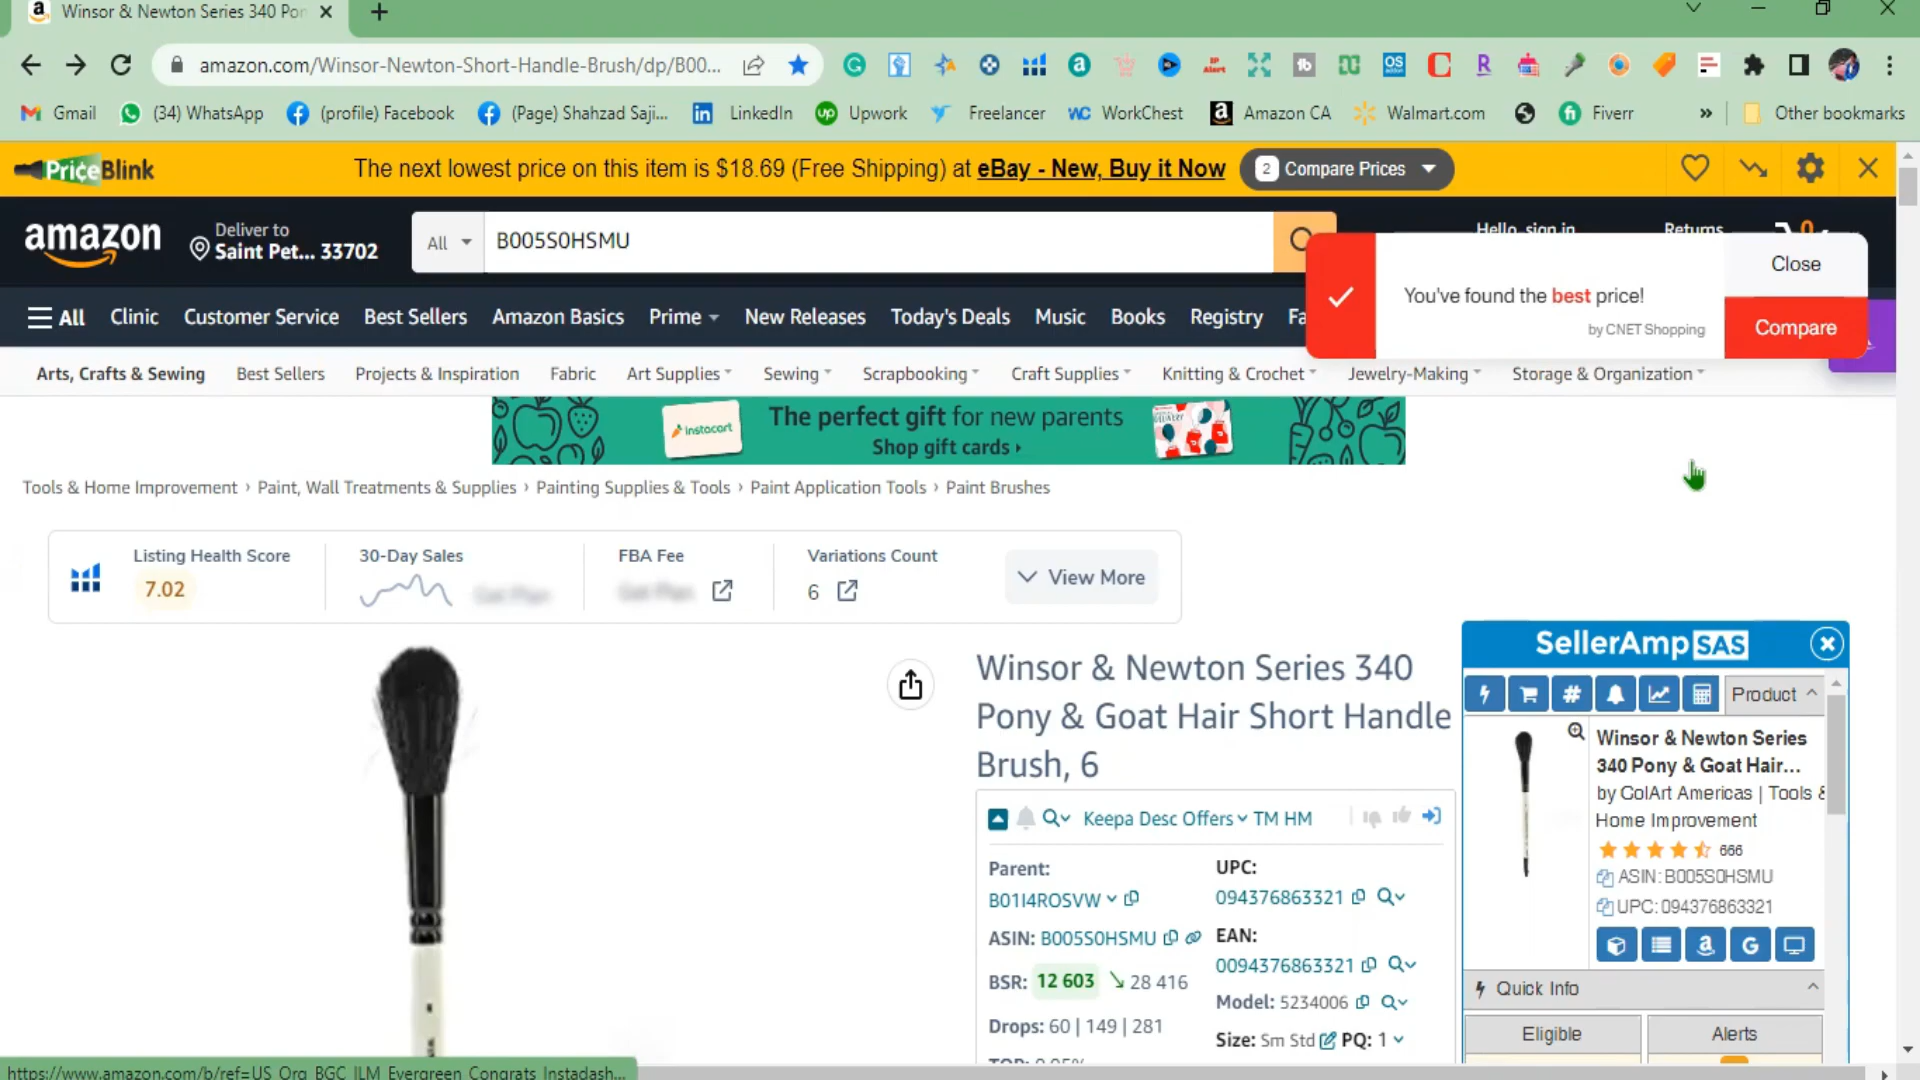 Winsor & Newton Series 340 Pon
amazon.com/Winsor-Newton-Short-Handle-Brush/dp/B00...
Gmail
(34) WhatsApp
(profile) Facebook
(Page) Shahzad Saji...
LinkedIn
Upwork
Freelancer
WorkChest
Amazon CA
Walmart.com
Fiverr
»
Other bookmarks
PriceBlink
The next lowest price on this item is $18.69 (Free Shipping) at eBay - New, Buy it Now
2 Compare Prices
amazon
Deliver to
Saint Pet... 33702
All
B005S0HSMU
Hello, sign in
Returns
0
You've found the best price!
by CNET Shopping
Close
Compare
All
Clinic
Customer Service
Best Sellers
Amazon Basics
Prime
New Releases
Today's Deals
Music
Books
Registry
Fa
Arts, Crafts & Sewing
Best Sellers
Projects & Inspiration
Fabric
Art Supplies
Sewing
Scrapbooking
Craft Supplies
Knitting & Crochet
Jewelry-Making
Storage & Organization
instacart
The perfect gift for new parents
Shop gift cards ›
Tools & Home Improvement › Paint, Wall Treatments & Supplies › Painting Supplies & Tools › Paint Application Tools › Paint Brushes
Listing Health Score
7.02
30-Day Sales
FBA Fee
Variations Count
6
View More
Winsor & Newton Series 340
Pony & Goat Hair Short Handle
Brush, 6
Keepa Desc Offers TM HM
Parent:
B01I4ROSVW
ASIN: B005S0HSMU
BSR: 12 603 28 416
Drops: 60 | 149 | 281
UPC:
094376863321
EAN:
0094376863321
Model: 5234006
Size: Sm Std PQ: 1
SellerAmp SAS
Product
Winsor & Newton Series
340 Pony & Goat Hair...
by ColArt Americas | Tools &
Home Improvement
666
ASIN: B005S0HSMU
UPC: 094376863321
Quick Info
Eligible
Alerts
https://www.amazon.com/b/ref=US_Org_BGC_ILM_Evergreen_Congrats_Instadash...